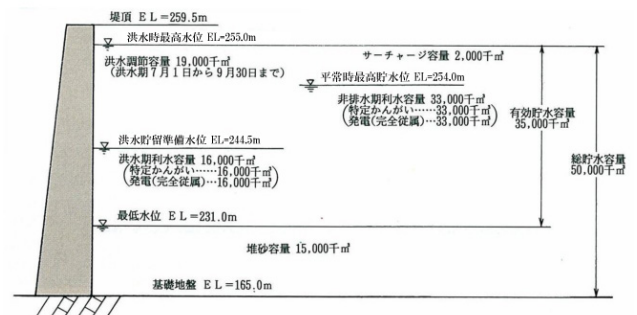 堤頂 EL=259.5m
洪水時最高水位 EL=255.0m
サーチャージ容量 2,000千㎥
洪水調節容量 19,000千㎥
(洪水期7月1日から9月30日まで)
平常時最高貯水位 EL=254.0m
非排水期利水容量 33,000千㎥
(特定かんがい……33,000千㎥)
(発電(完全従属)…33,000千㎥)
有効貯水容量
35,000千㎥
洪水貯留準備水位 EL=244.5m
洪水期利水容量 16,000千㎥
(特定かんがい……16,000千㎥)
(発電(完全従属)…16,000千㎥)
総貯水容量
50,000千㎥
最低水位 EL=231.0m
堆砂容量 15,000千㎥
基礎地盤 EL=165.0m